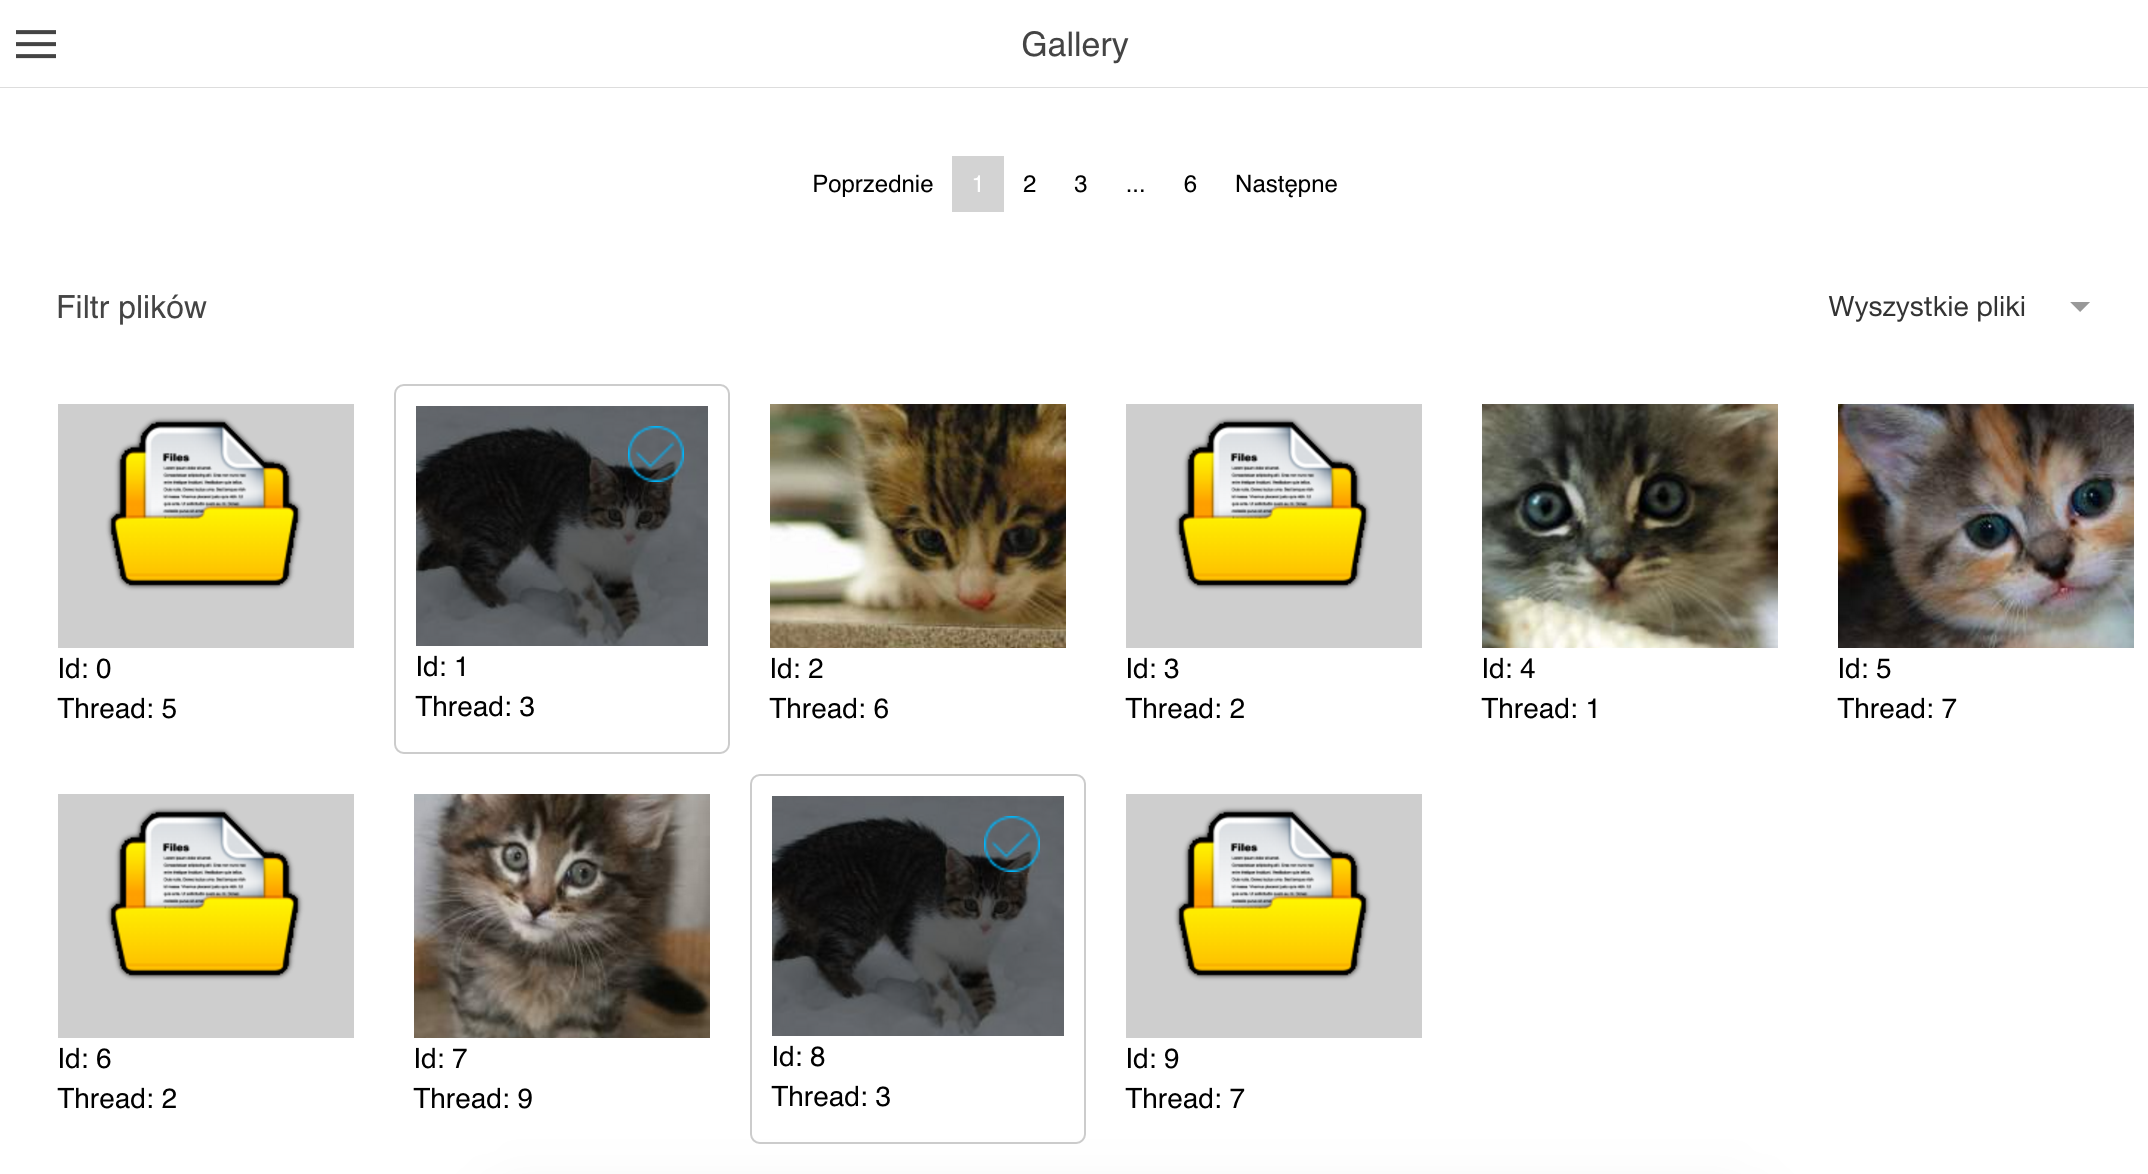 Gallery
Poprzednie 1 2 3 ... 6 Następne
Filtr plików
Wyszystkie pliki
Files
Files
Id: 0
Thread: 5
Id: 1
Thread: 3
Id: 2
Thread: 6
Id: 3
Thread: 2
Id: 4
Thread: 1
Id: 5
Thread: 7
Files
Files
Id: 6
Thread: 2
Id: 7
Thread: 9
Id: 8
Thread: 3
Id: 9
Thread: 7